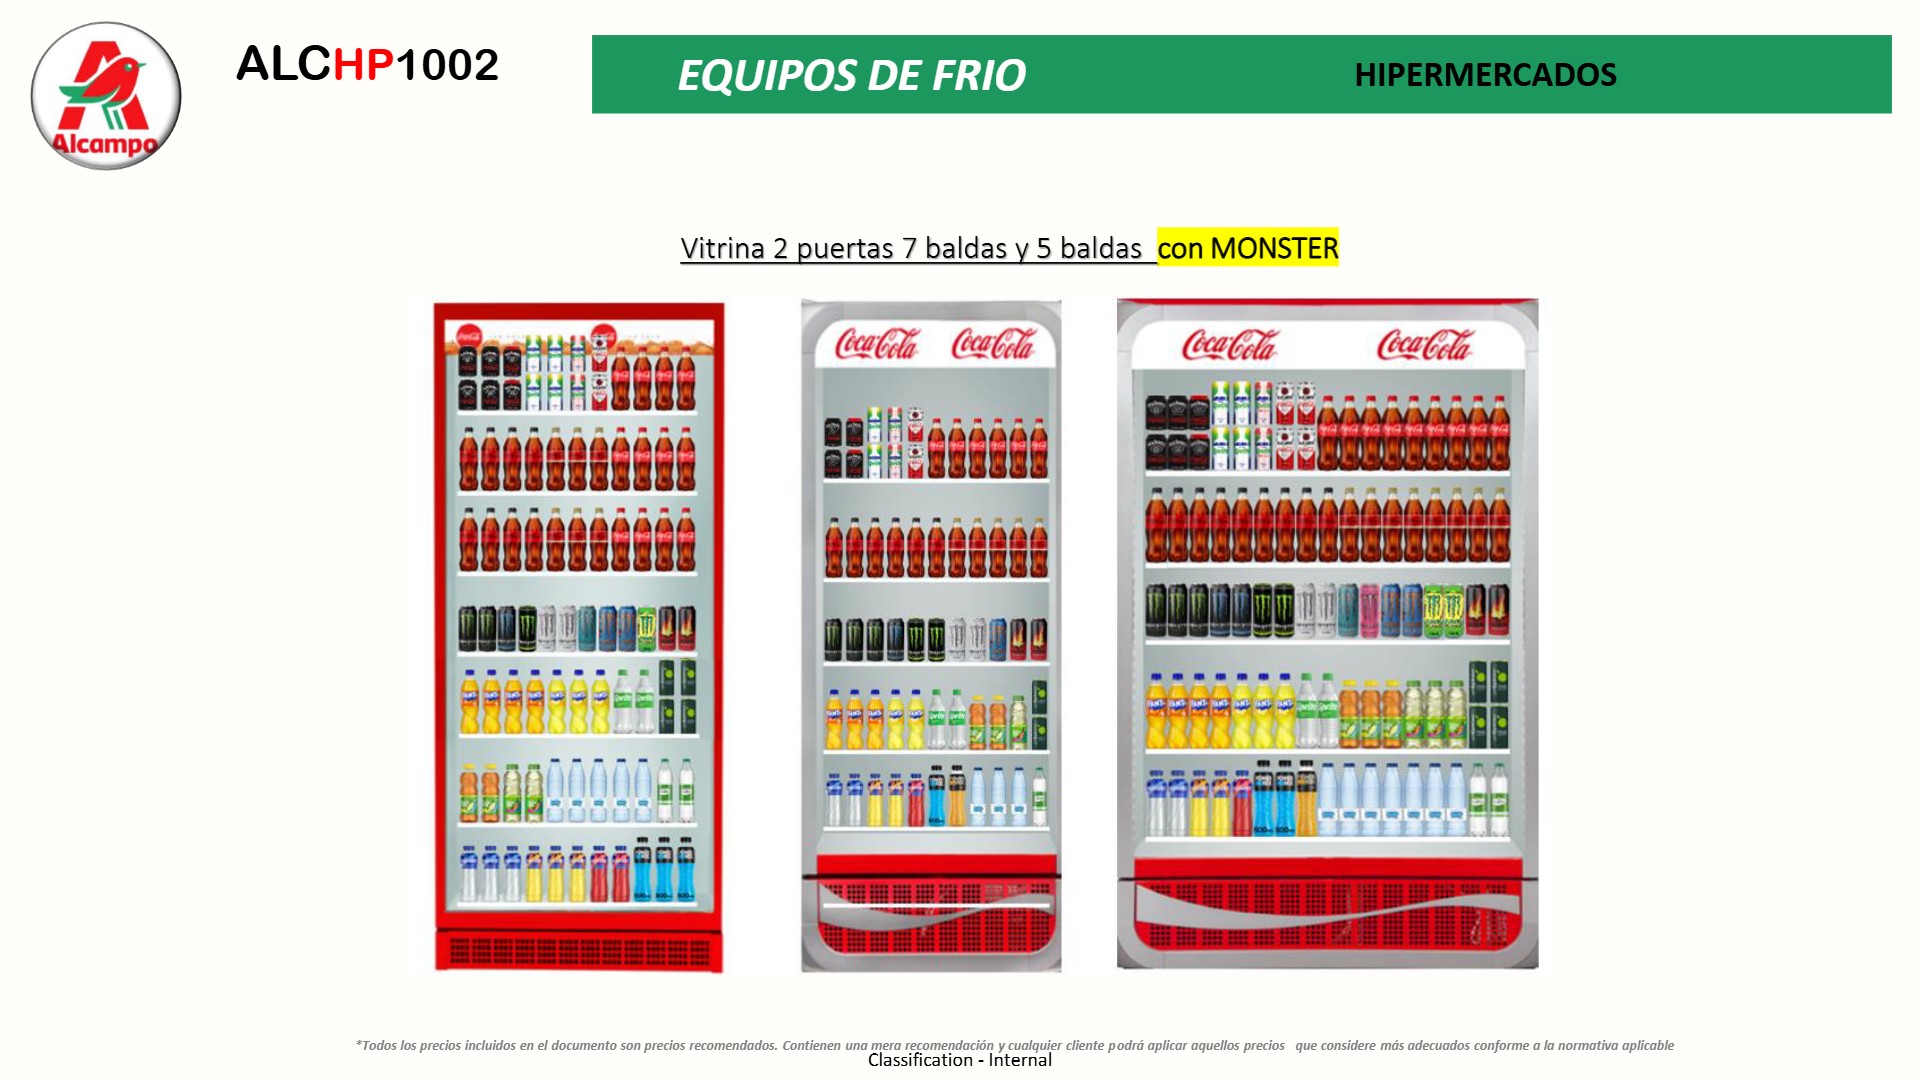 Alcampo
ALCHP1002
EQUIPOS DE FRIO
HIPERMERCADOS
Vitrina 2 puertas 7 baldas y 5 baldas con MONSTER
Coca-Cola Coca-Cola
Coca-Cola Coca-Cola
*Todos los precios incluidos en el documento son precios recomendados. Contienen una mera recomendación y cualquier cliente podrá aplicar aquellos precios que considere más adecuados conforme a la normativa aplicable
Classification - Internal